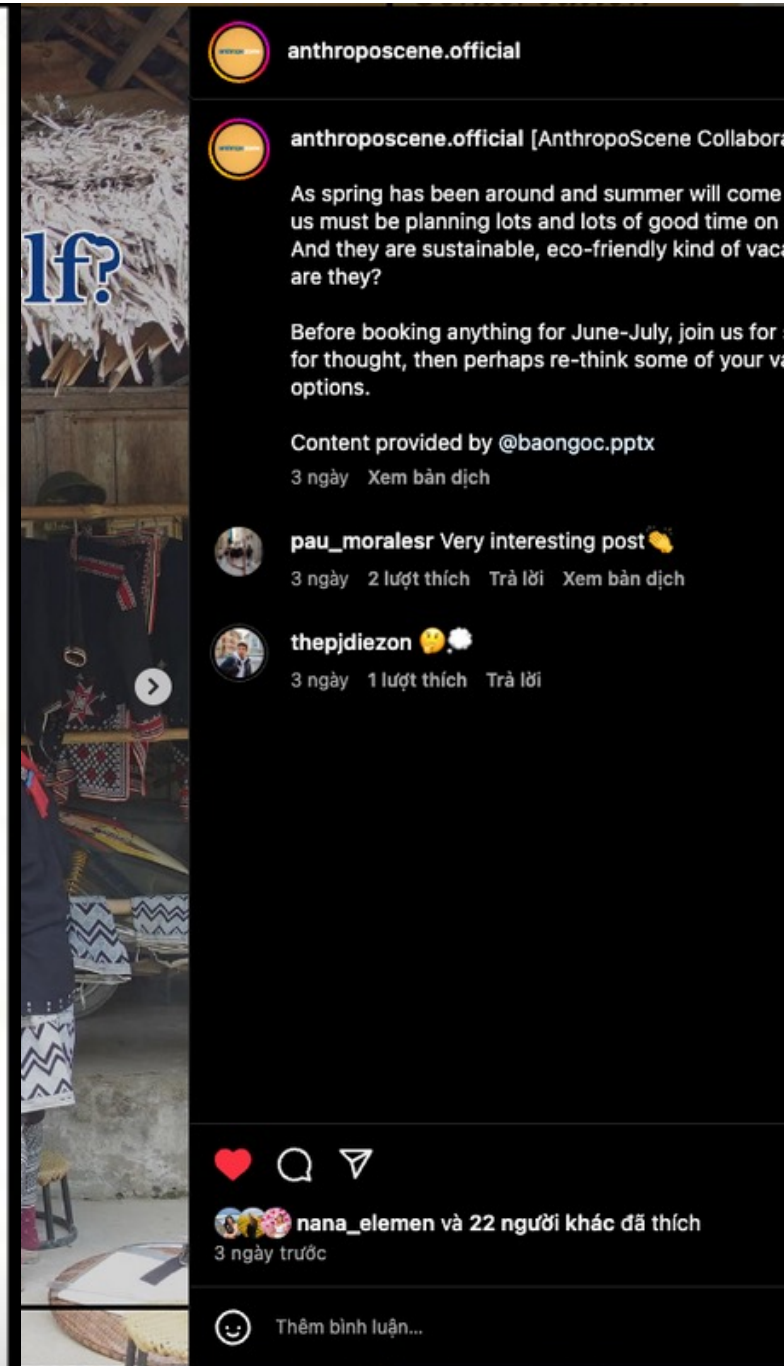 anthroposcene.official
anthroposcene.official [AnthropoScene
As spring has been around and summer will come
us must be planning lots and lots of good time on
And they are sustainable, eco-friendly kind of
are they?
Before booking anything for June-July, join us for
for thought, then perhaps re-think some of your
options.
Content provided by @baongoc.pptx
3 ngày Xem bản dịch
pau_moralesr Very interesting post👏
3 ngày 2 lượt thích Trả lời Xem bản dịch
thepjdiezon 🤔💭
3 ngày 1 lượt thích Trả lời
lf?
nana_elemen và 22 người khác đã thích
3 ngày trước
Thêm bình luận...